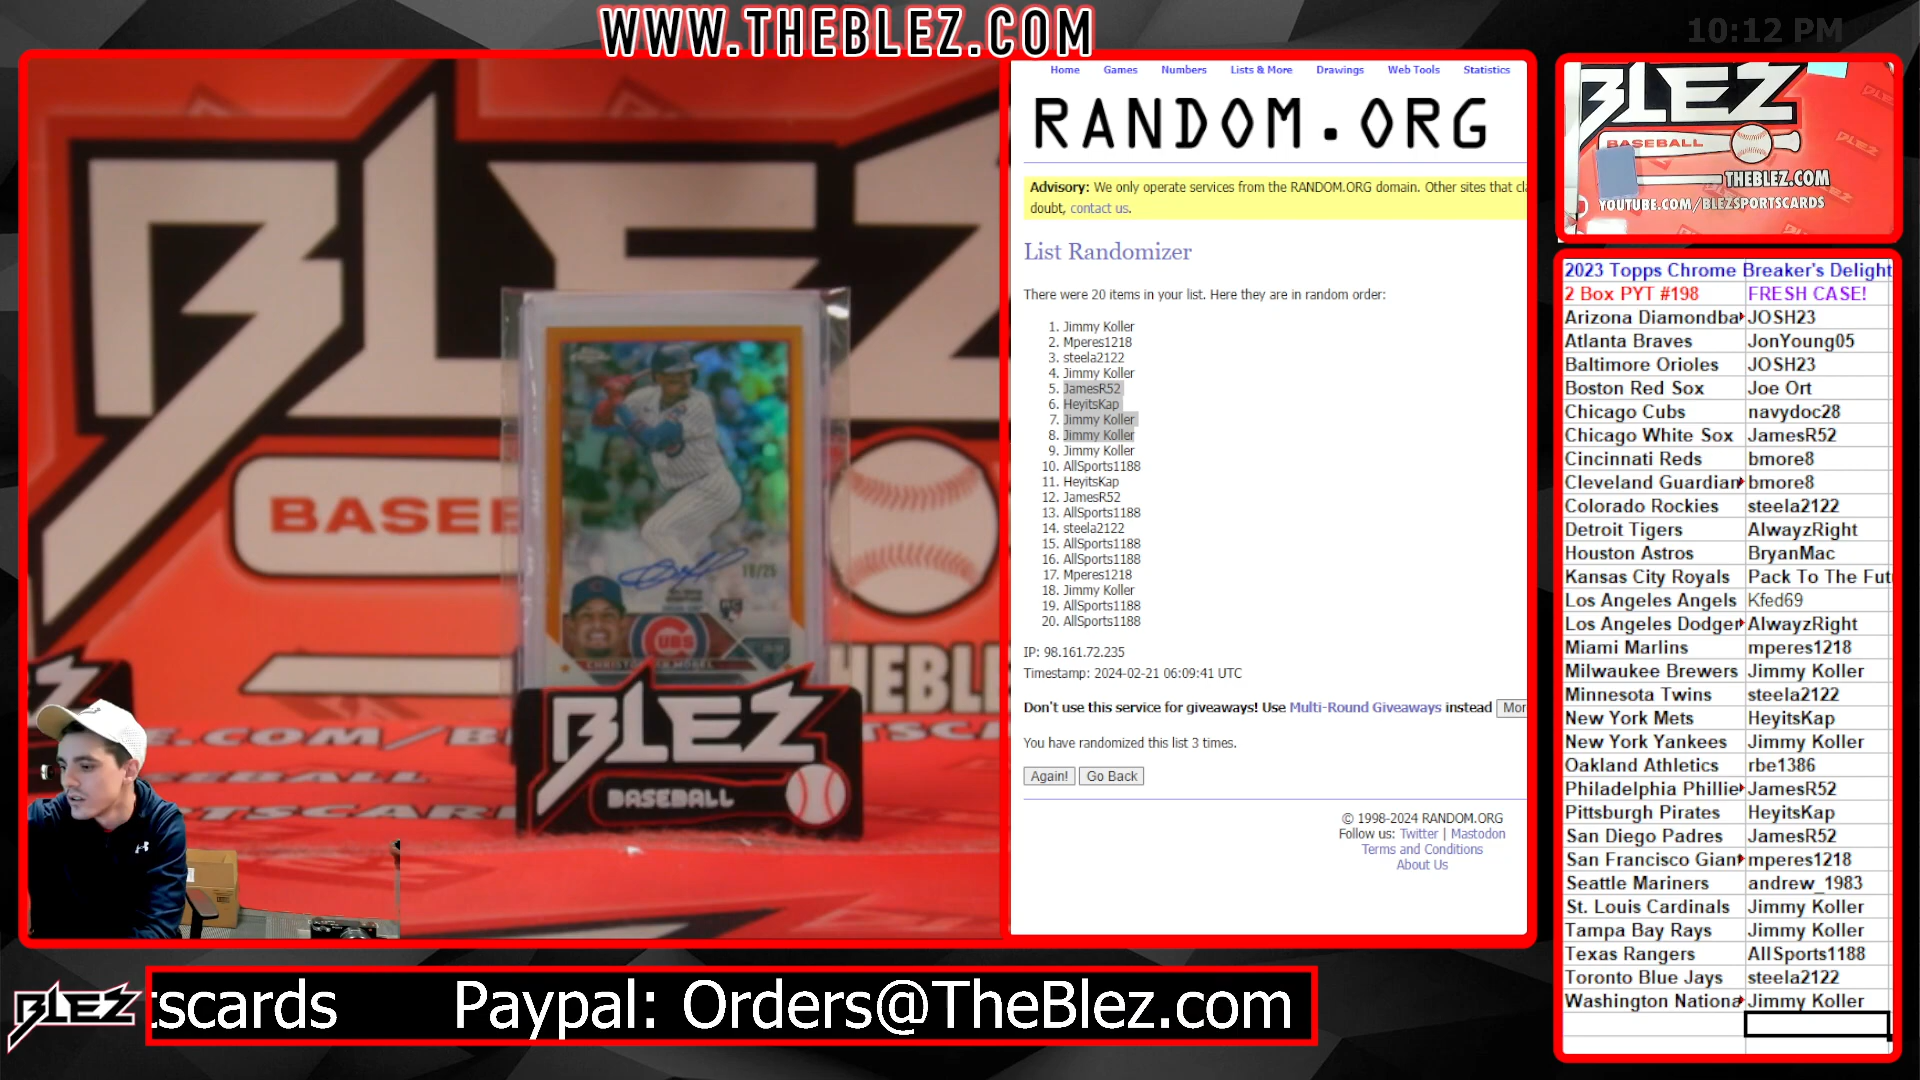 WWW.THEBLEZ.COM
10:12 PM
BLEZ
BASEB
HEBLE
BLEZ
BASEBALL
18/25
RC
CUBS
CHRISTOPHER MOREL
Home Games Numbers Lists & More Drawings Web Tools Statistics
RANDOM.ORG
Advisory: We only operate services from the RANDOM.ORG domain. Other sites that cla
doubt, contact us.
List Randomizer
There were 20 items in your list. Here they are in random order:
1. Jimmy Koller
2. Mperes1218
3. steela2122
4. Jimmy Koller
5. JamesR52
6. HeyitsKap
7. Jimmy Koller
8. Jimmy Koller
9. Jimmy Koller
10. AllSports1188
11. HeyitsKap
12. JamesR52
13. AllSports1188
14. steela2122
15. AllSports1188
16. AllSports1188
17. Mperes1218
18. Jimmy Koller
19. AllSports1188
20. AllSports1188
IP: 98.161.72.235
Timestamp: 2024-02-21 06:09:41 UTC
Don't use this service for giveaways! Use Multi-Round Giveaways instead Mor
You have randomized this list 3 times.
Again! Go Back
© 1998-2024 RANDOM.ORG
Follow us: Twitter | Mastodon
Terms and Conditions
About Us
BLEZ
BASEBALL
THEBLEZ.COM
YOUTUBE.COM/BLEZSPORTSCARDS
2023 Topps Chrome Breaker's Delight
2 Box PYT #198 FRESH CASE!
Arizona Diamondba JOSH23
Atlanta Braves JonYoung05
Baltimore Orioles JOSH23
Boston Red Sox Joe Ort
Chicago Cubs navydoc28
Chicago White Sox JamesR52
Cincinnati Reds bmore8
Cleveland Guardian bmore8
Colorado Rockies steela2122
Detroit Tigers AlwayzRight
Houston Astros BryanMac
Kansas City Royals Pack To The Fut
Los Angeles Angels Kfed69
Los Angeles Dodger AlwayzRight
Miami Marlins mperes1218
Milwaukee Brewers Jimmy Koller
Minnesota Twins steela2122
New York Mets HeyitsKap
New York Yankees Jimmy Koller
Oakland Athletics rbe1386
Philadelphia Phillie JamesR52
Pittsburgh Pirates HeyitsKap
San Diego Padres JamesR52
San Francisco Giant mperes1218
Seattle Mariners andrew_1983
St. Louis Cardinals Jimmy Koller
Tampa Bay Rays Jimmy Koller
Texas Rangers AllSports1188
Toronto Blue Jays steela2122
Washington Nationa Jimmy Koller
BLEZ
tscards Paypal: Orders@TheBlez.com